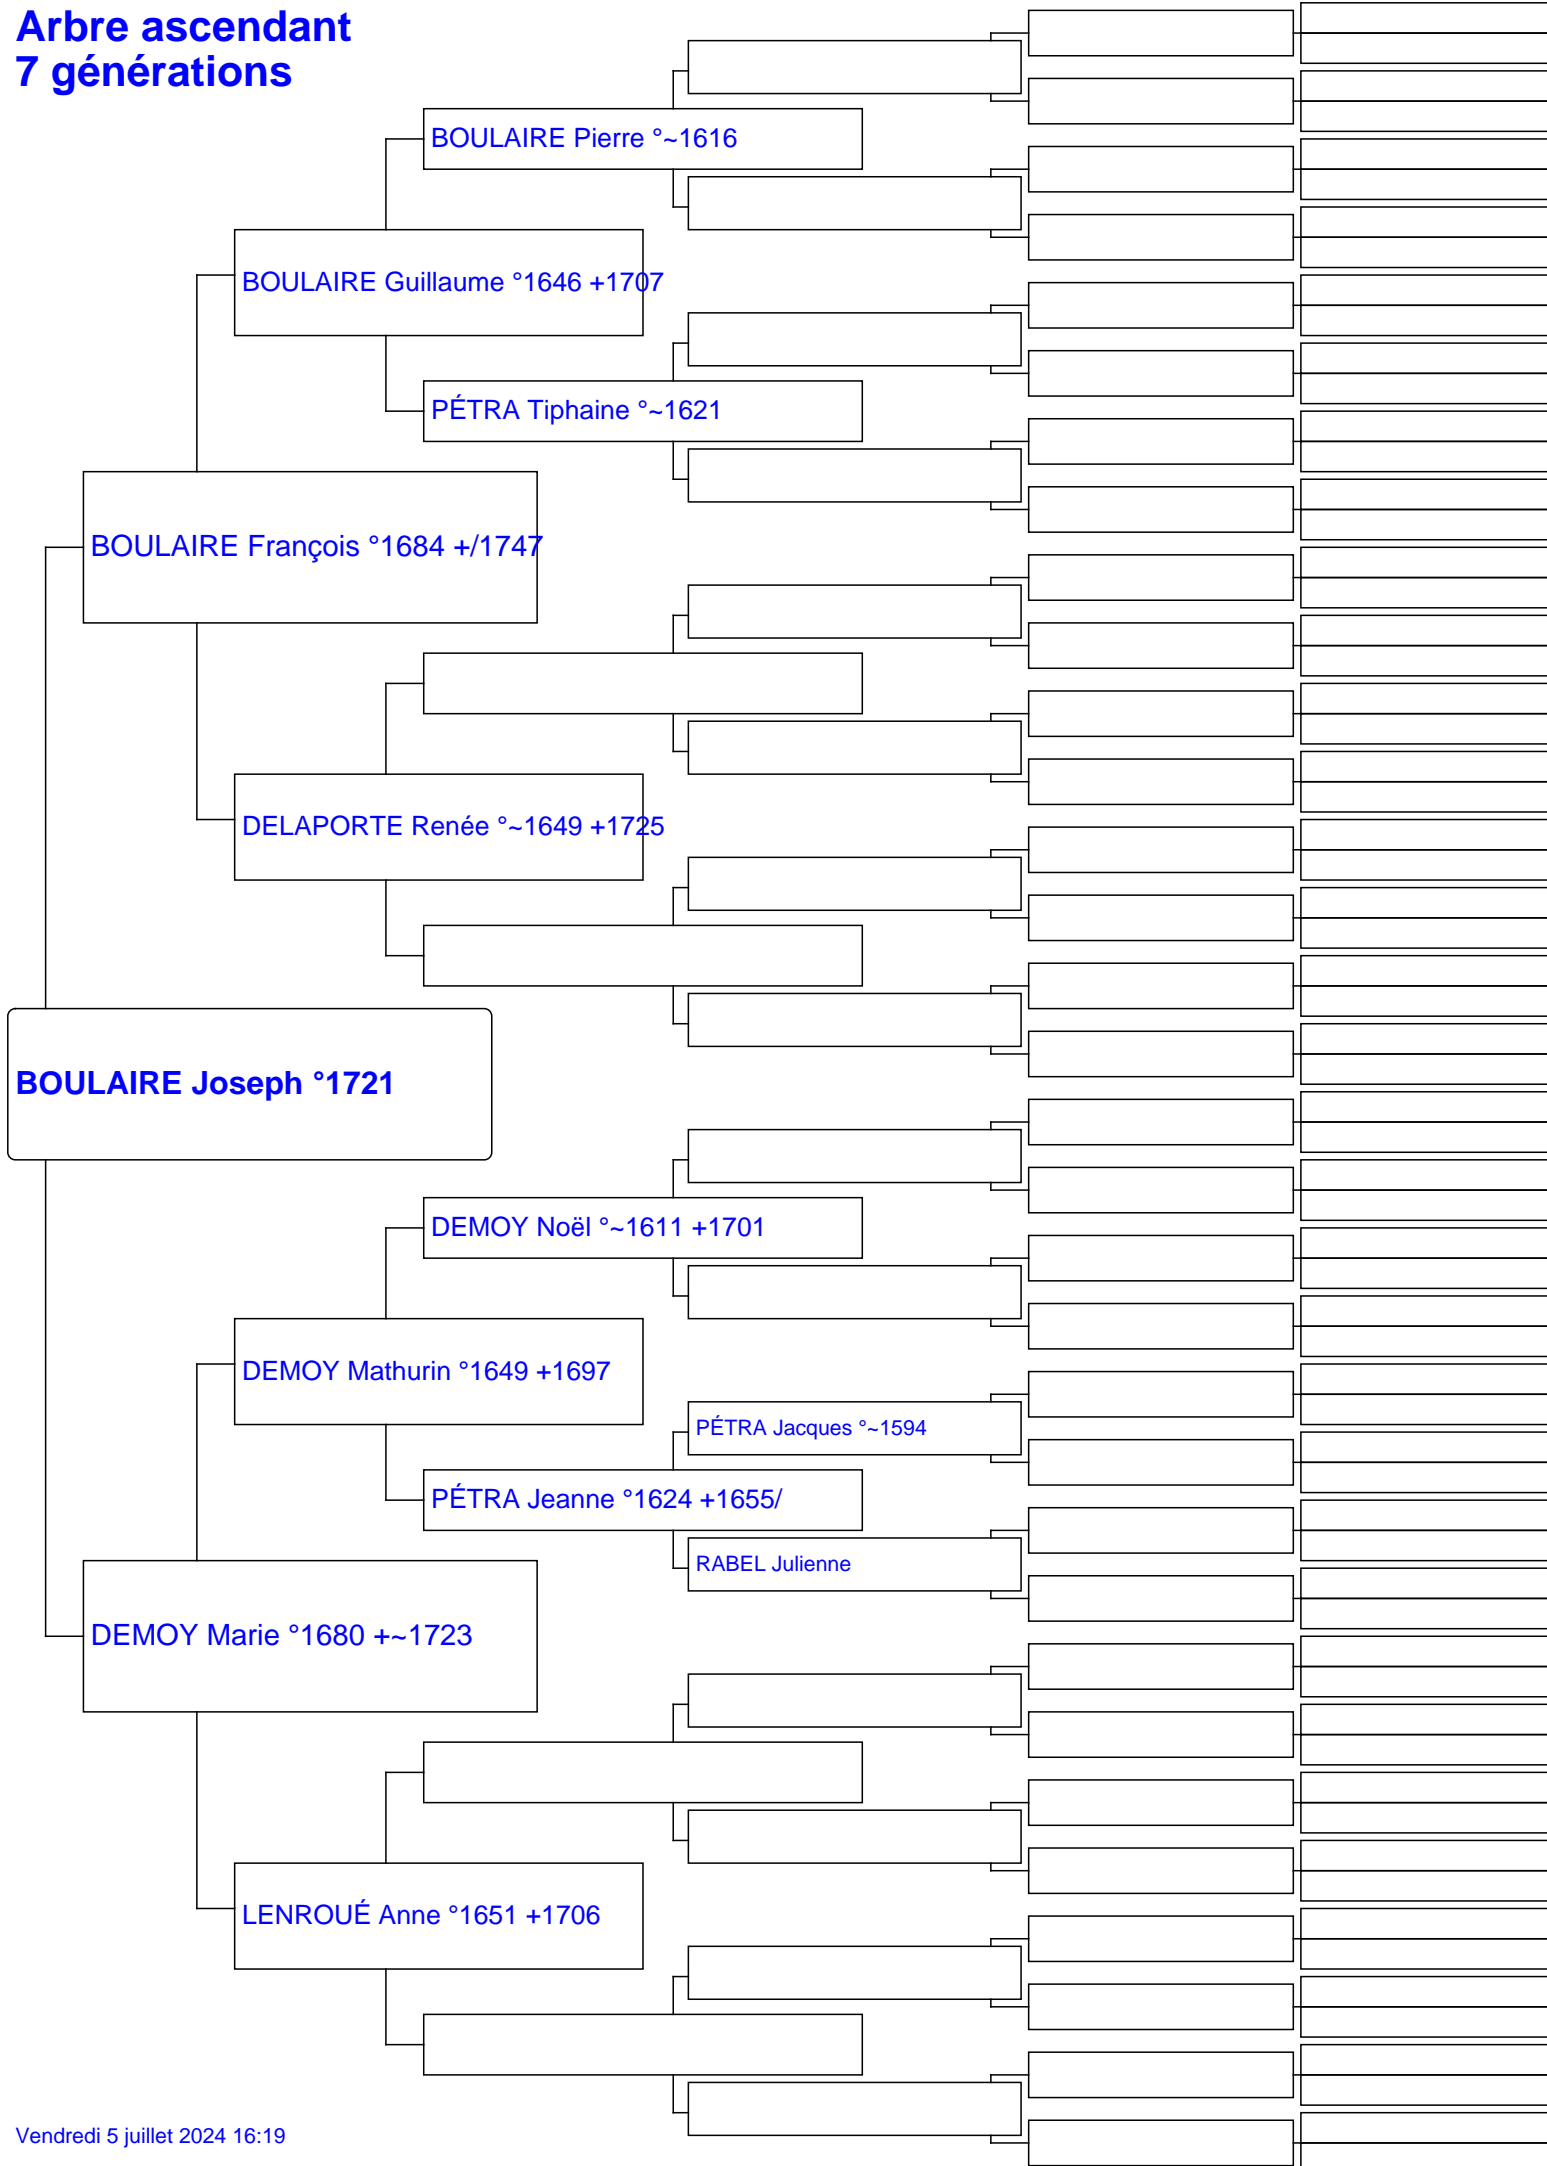 Arbre ascendant
7 générations
BOULAIRE Pierre °~1616
BOULAIRE Guillaume °1646 +1707
PÉTRA Tiphaine °~1621
BOULAIRE François °1684 +/1747
DELAPORTE Renée °~1649 +1725
BOULAIRE Joseph °1721
DEMOY Noël °~1611 +1701
DEMOY Mathurin °1649 +1697
PÉTRA Jacques °~1594
PÉTRA Jeanne °1624 +1655/
RABEL Julienne
DEMOY Marie °1680 +~1723
LENROUÉ Anne °1651 +1706
Vendredi 5 juillet 2024 16:19